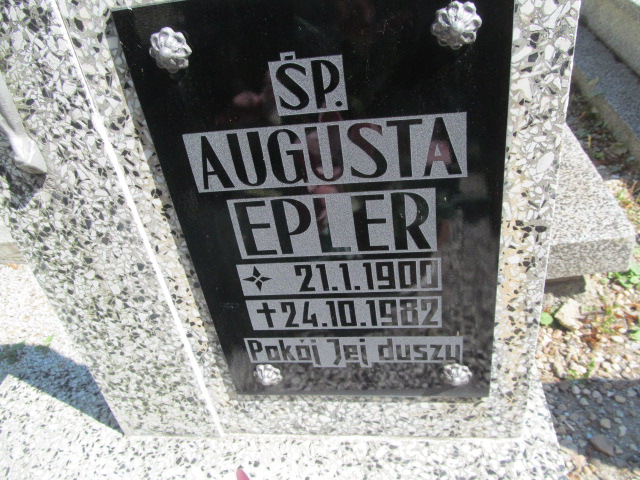 ŚP.
AUGUSTA
EPLER
21.1.1900
✝24.10.1982
Pokój Jej duszy